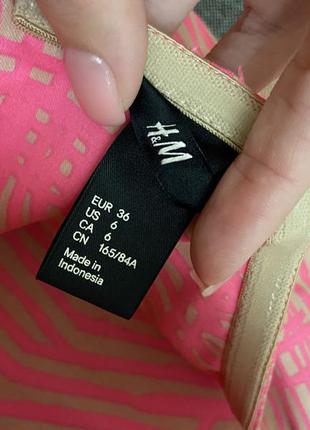 H&M
EUR 36
US 6
CA 6
CN 165/84A
Made in
Indonesia